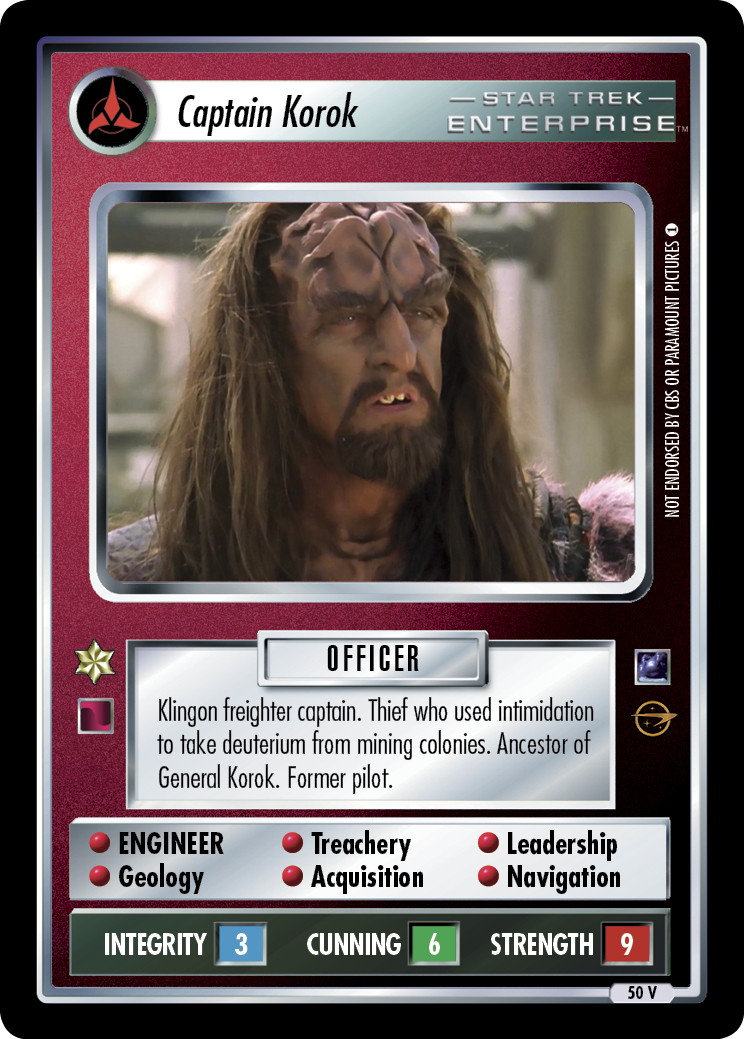 Captain Korok
STAR TREK
ENTERPRISE™
NOT ENDORSED BY CBS OR PARAMOUNT PICTURES 1
OFFICER
Klingon freighter captain. Thief who used intimidation
to take deuterium from mining colonies. Ancestor of
General Korok. Former pilot.
ENGINEER Treachery Leadership
Geology Acquisition Navigation
INTEGRITY 3 CUNNING 6 STRENGTH 9
50 V